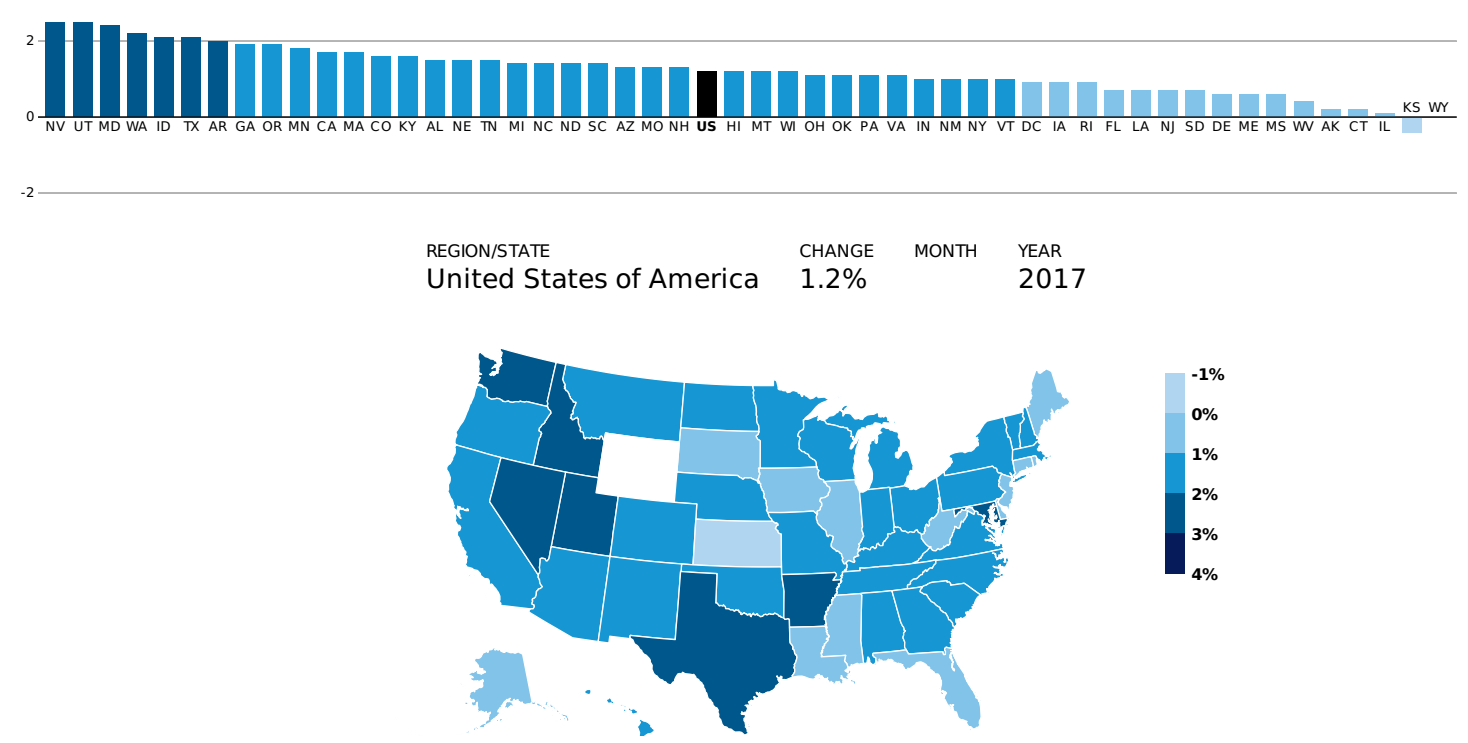 2
KS WY
0
NV UT MD WA ID TX AR GA OR MN CA MA CO KY AL NE TN MI NC ND SC AZ MO NH US HI MT WI OH OK PA VA IN NM NY VT DC IA RI FL LA NJ SD DE ME MS WV AK CT IL
-2
REGION/STATE CHANGE MONTH YEAR
United States of America 1.2% 2017
-1%
0%
1%
2%
3%
4%